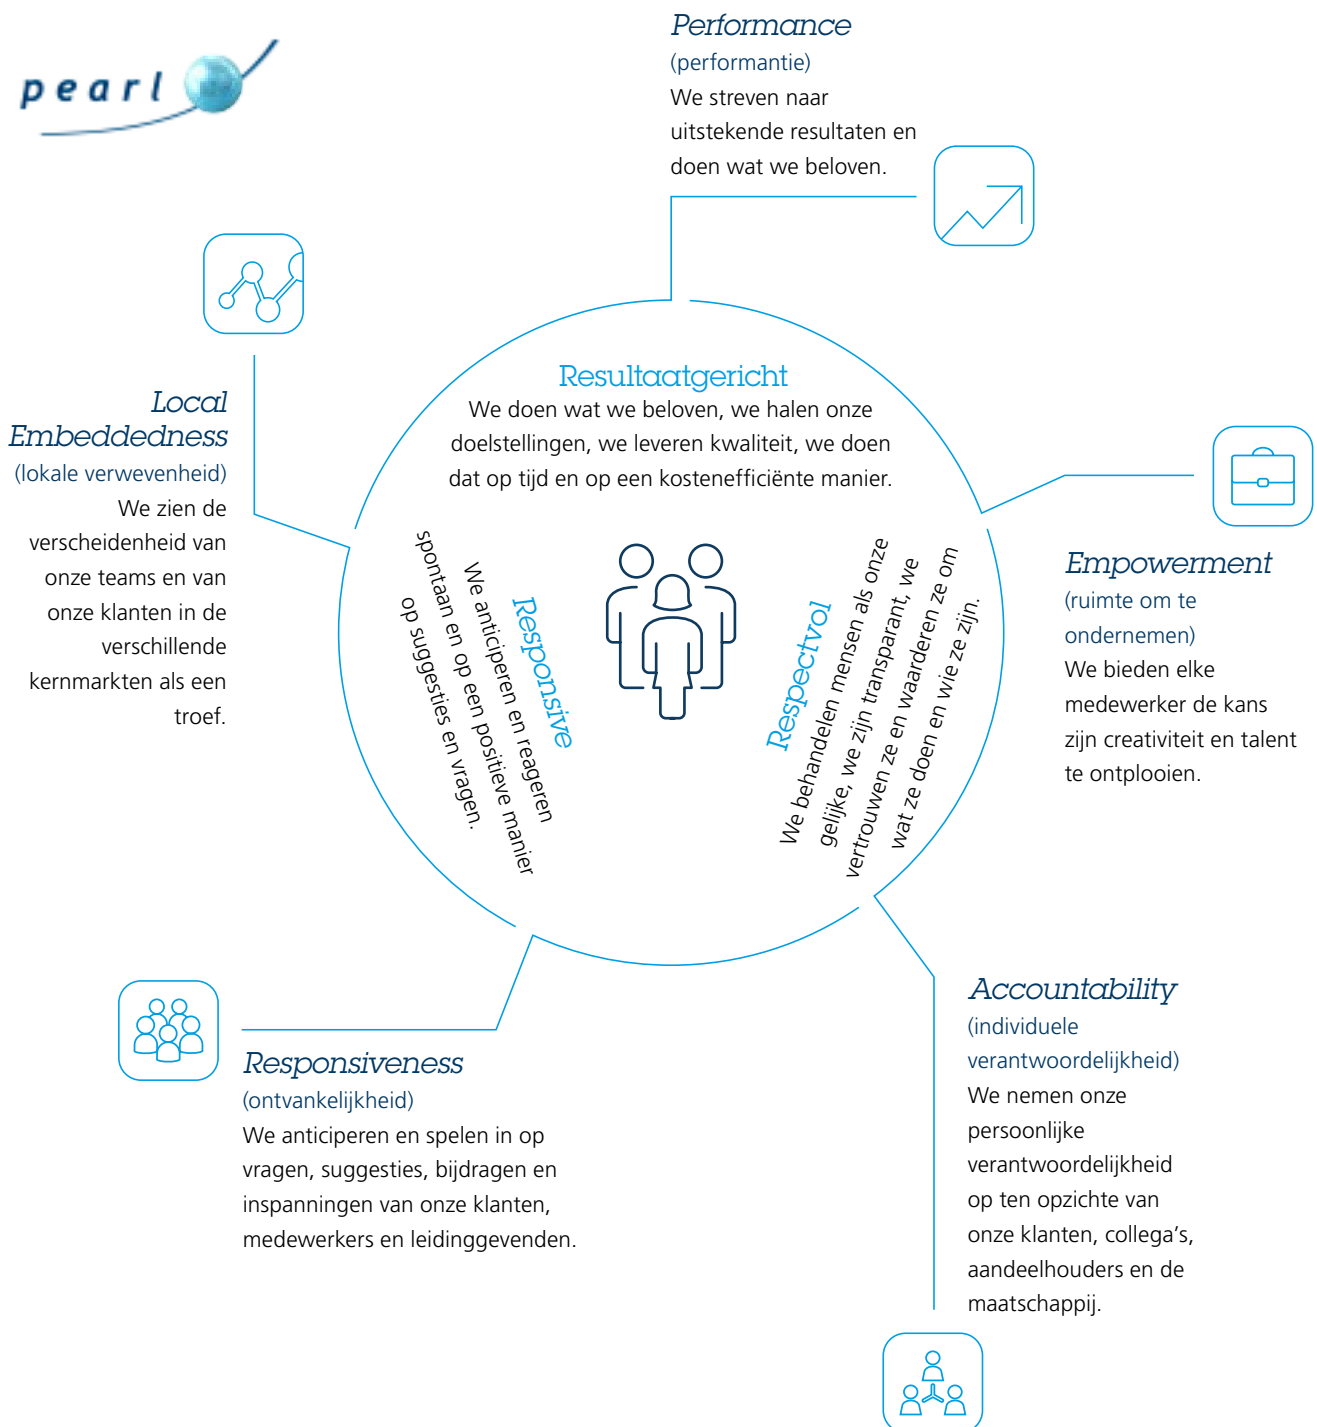 pearl
Performance
(performantie)
We streven naar
uitstekende resultaten en
doen wat we beloven.
Local
Embeddedness
(lokale verwevenheid)
We zien de
verscheidenheid van
onze teams en van
onze klanten in de
verschillende
kernmarkten als een
troef.
Resultaatgericht
We doen wat we beloven, we halen onze
doelstellingen, we leveren kwaliteit, we doen
dat op tijd en op een kostenefficiënte manier.
Responsive
We anticiperen en reageren
spontaan en op een positieve manier
op suggesties en vragen.
Respectvol
We behandelen mensen als onze
gelijke, we zijn transparant, we
vertrouwen ze en waarderen ze om
wat ze doen en wie ze zijn.
Empowerment
(ruimte om te
ondernemen)
We bieden elke
medewerker de kans
zijn creativiteit en talent
te ontplooien.
Accountability
(individuele
verantwoordelijkheid)
We nemen onze
persoonlijke
verantwoordelijkheid
op ten opzichte van
onze klanten, collega's,
aandeelhouders en de
maatschappij.
Responsiveness
(ontvankelijkheid)
We anticiperen en spelen in op
vragen, suggesties, bijdragen en
inspanningen van onze klanten,
medewerkers en leidinggevenden.